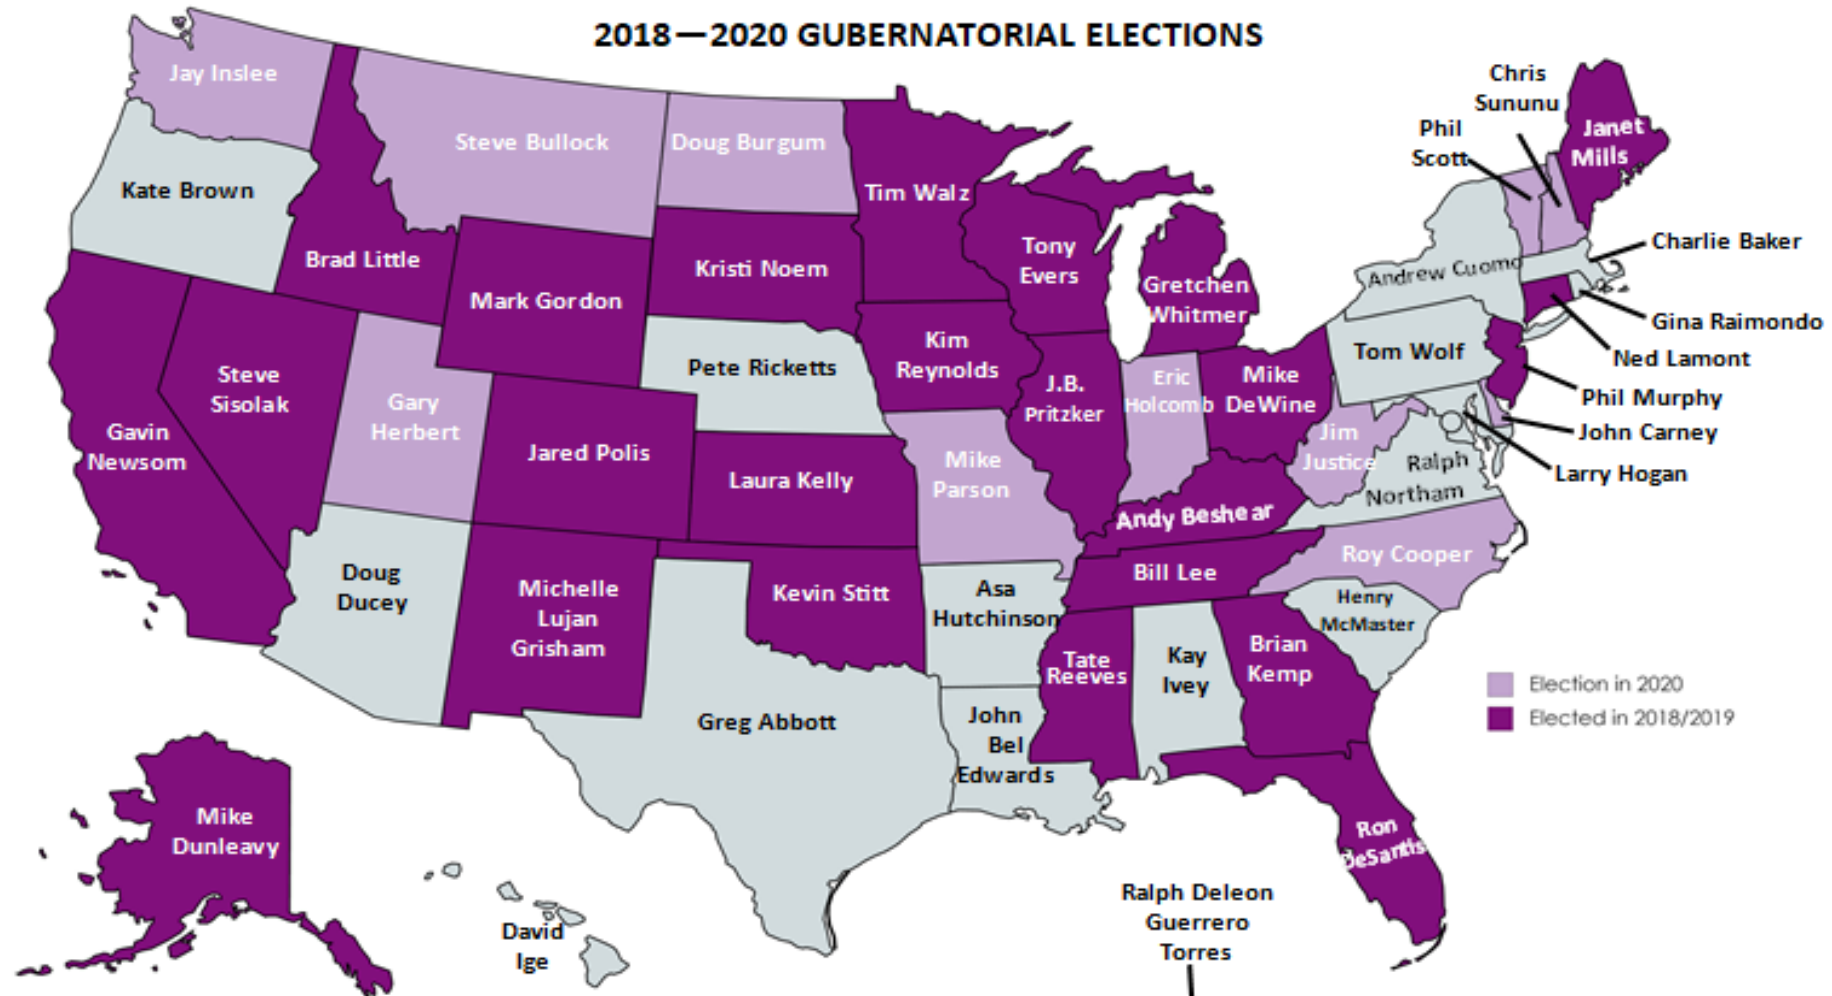 2018—2020 GUBERNATORIAL ELECTIONS
Jay Inslee
Steve Bullock
Doug Burgum
Kate Brown
Brad Little
Tim Walz
Kristi Noem
Mark Gordon
Tony
Evers
Gretchen
Whitmer
Chris
Sununu
Phil
Scott
Janet
Mills
Andrew Cuomo
Charlie Baker
Gina Raimondo
Ned Lamont
Phil Murphy
John Carney
Larry Hogan
Tom Wolf
Steve
Sisolak
Gavin
Newsom
Gary
Herbert
Jared Polis
Pete Ricketts
Kim
Reynolds
J.B.
Pritzker
Eric
Holcomb
Mike
DeWine
Jim
Justice
Ralph
Northam
Laura Kelly
Mike
Parson
Andy Beshear
Roy Cooper
Doug
Ducey
Michelle
Lujan
Grisham
Kevin Stitt
Asa
Hutchinson
Bill Lee
Henry
McMaster
Tate
Reeves
Kay
Ivey
Brian
Kemp
Greg Abbott
John
Bel
Edwards
Ron
DeSantis
Election in 2020
Elected in 2018/2019
Mike
Dunleavy
David
Ige
Ralph Deleon
Guerrero
Torres